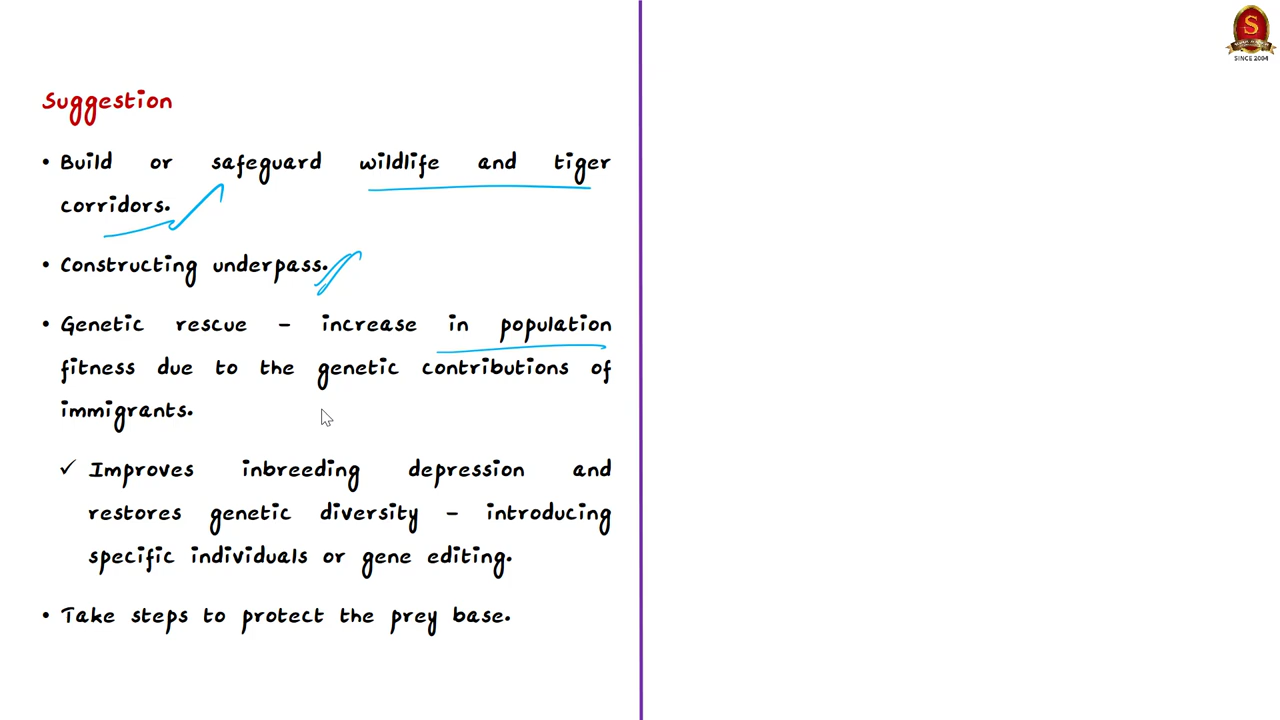 S
SINCE 2004
Suggestion
• Build or safeguard wildlife and tiger
corridors.
• Constructing underpass.
• Genetic rescue – increase in population
fitness due to the genetic contributions of
immigrants.
✓ Improves inbreeding depression and
restores genetic diversity – introducing
specific individuals or gene editing.
• Take steps to protect the prey base.